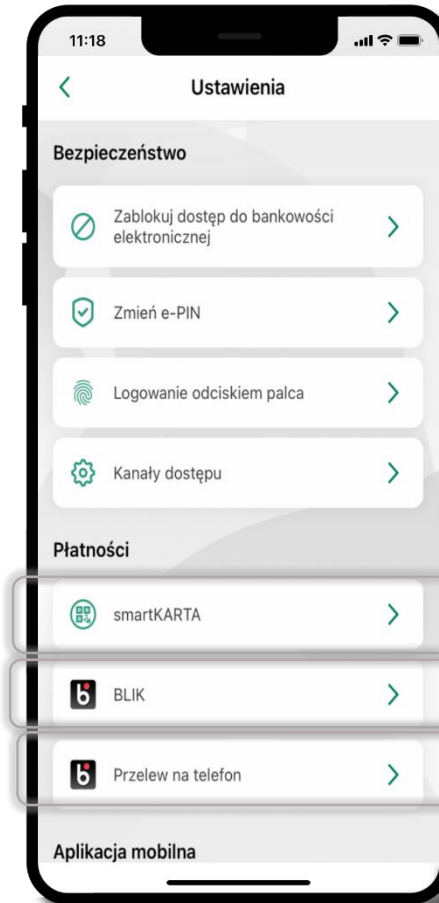 11:18
Ustawienia
Bezpieczeństwo
Zablokuj dostęp do bankowości
elektronicznej
Zmień e-PIN
Logowanie odciskiem palca
Kanały dostępu
Płatności
smartKARTA
BLIK
Przelew na telefon
Aplikacja mobilna